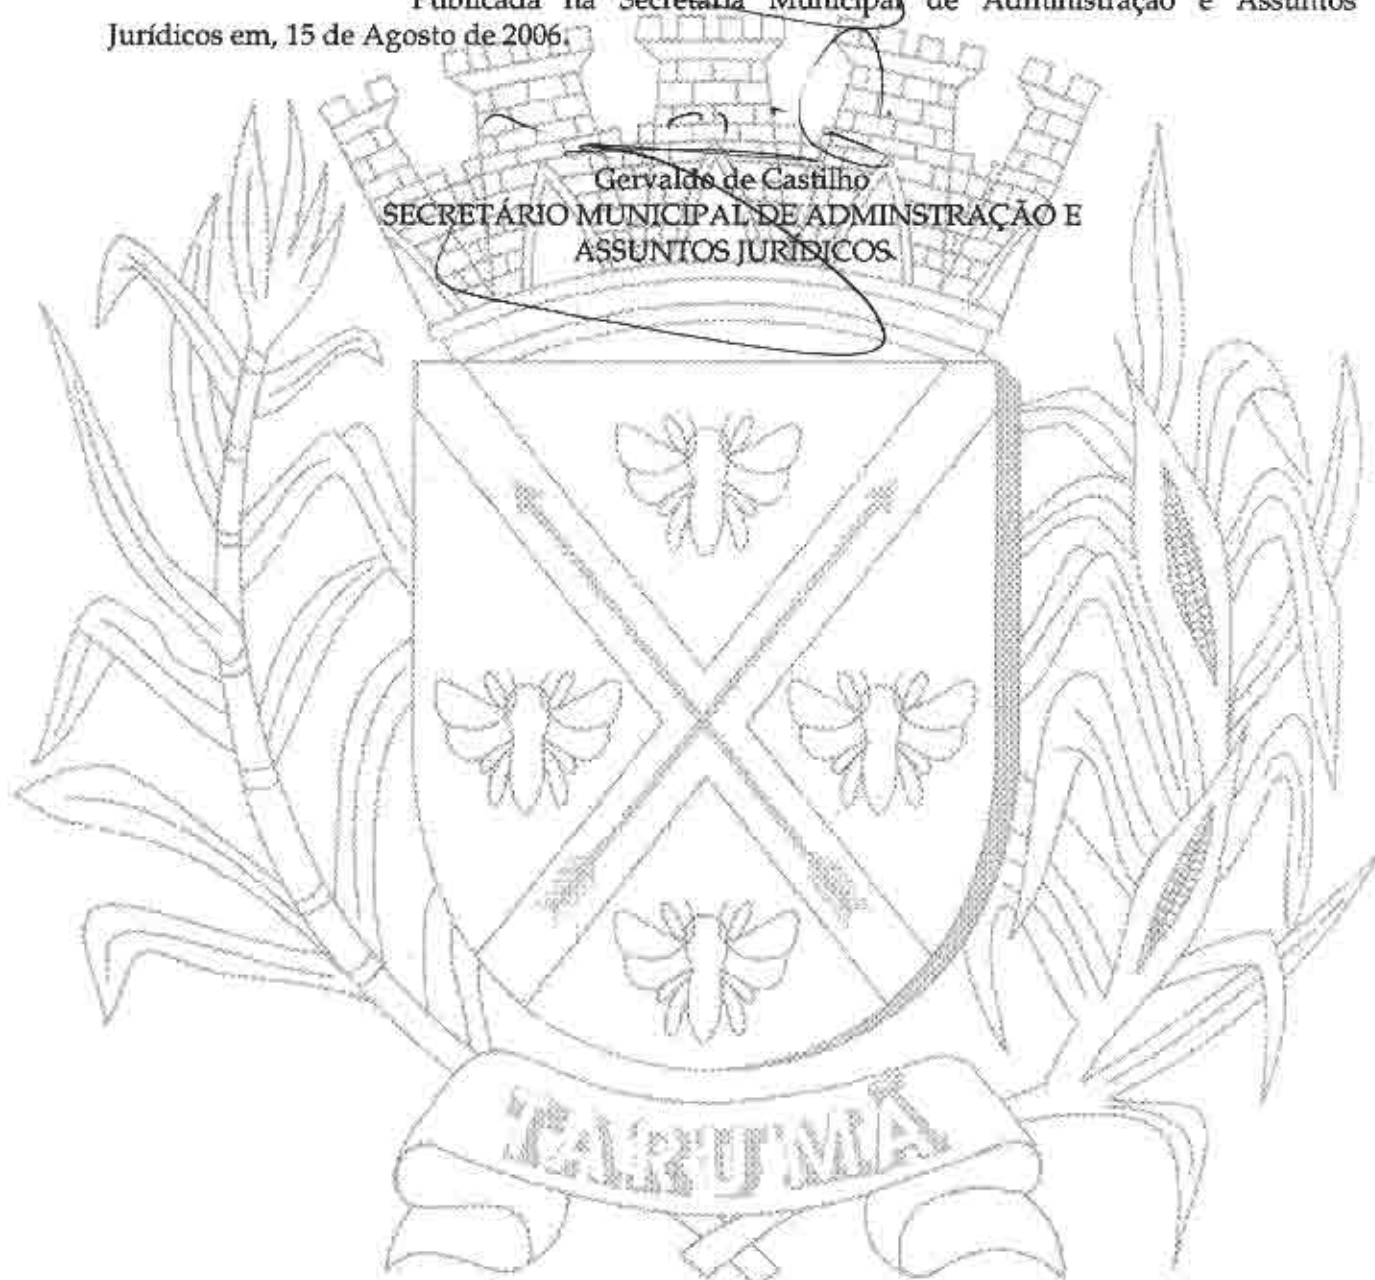 Publicada na Secretaria Municipal de Administração e Assuntos
Jurídicos em, 15 de Agosto de 2006.
Gervaldo de Castilho
SECRETÁRIO MUNICIPAL DE ADMINSTRAÇÃO E
ASSUNTOS JURÍDICOS
TARUMÃ